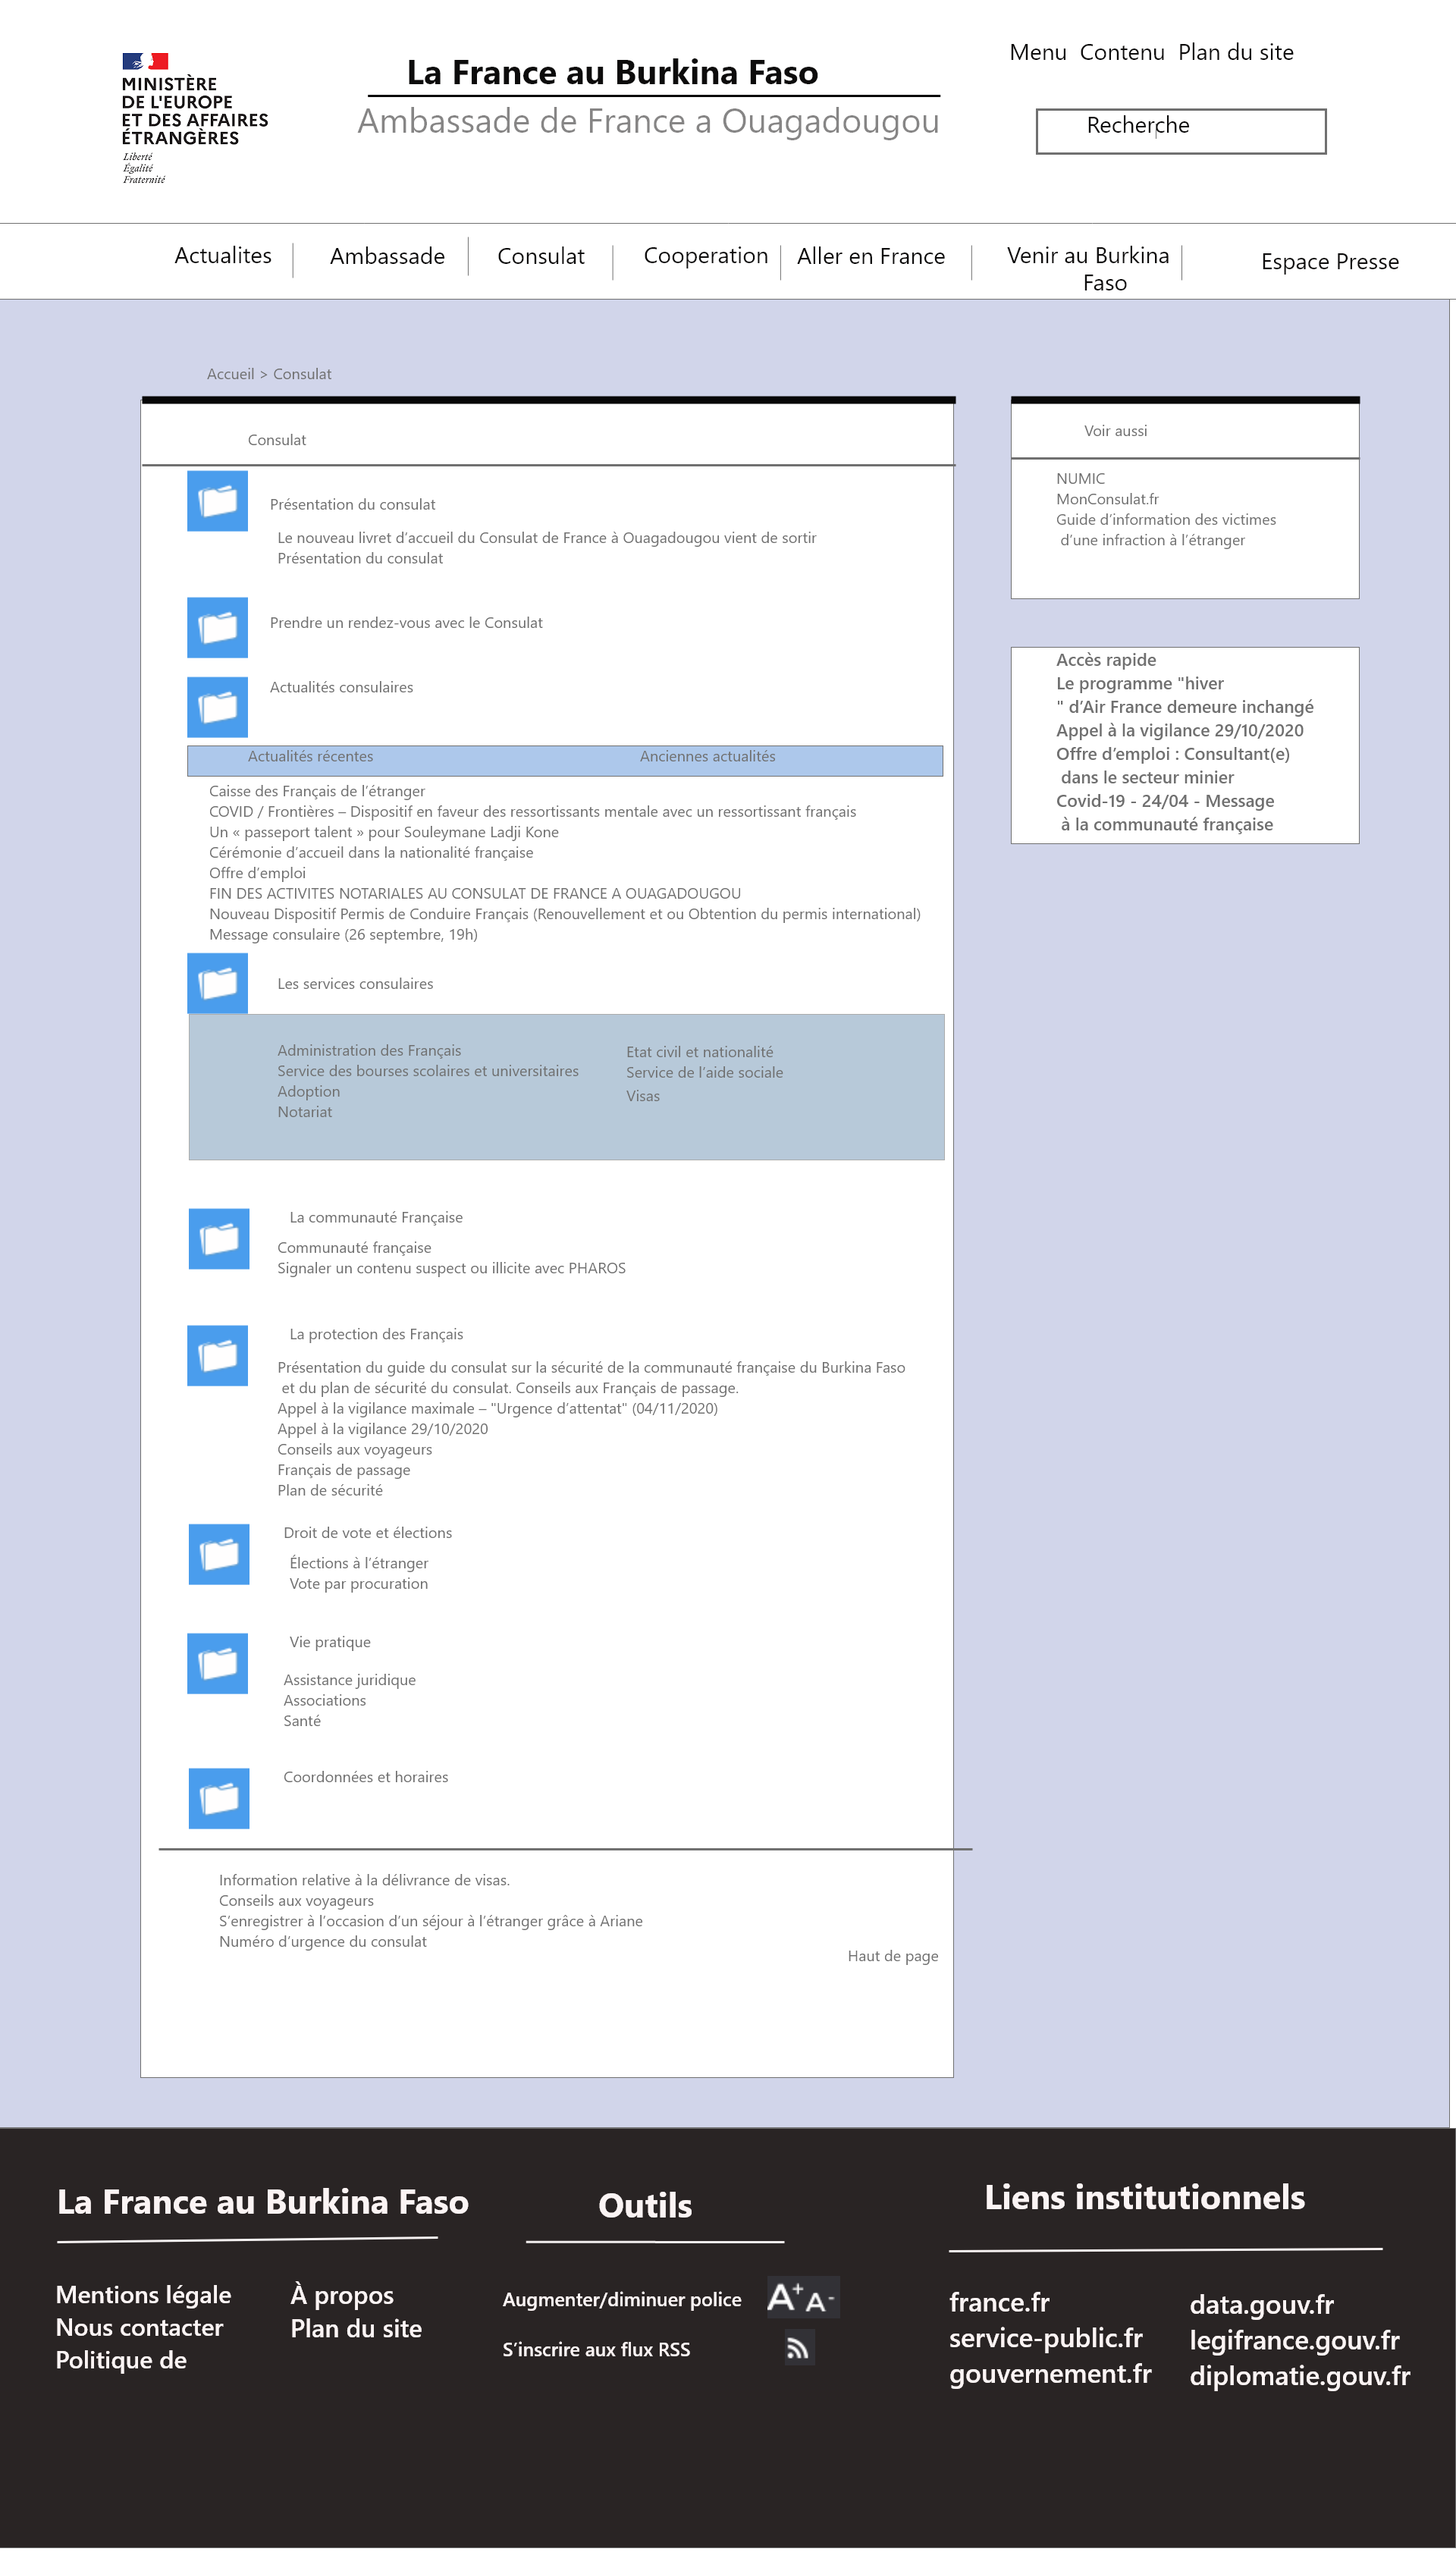 MINISTÈRE
DE L'EUROPE
ET DES AFFAIRES
ÉTRANGÈRES
Liberté
Égalité
Fraternité
La France au Burkina Faso
Ambassade de France a Ouagadougou
Menu Contenu Plan du site
Recherche
Actualites
Ambassade
Consulat
Cooperation
Aller en France
Venir au Burkina
Faso
Espace Presse
Accueil > Consulat
Consulat
Présentation du consulat
Le nouveau livret d’accueil du Consulat de France à Ouagadougou vient de sortir
Présentation du consulat
Prendre un rendez-vous avec le Consulat
Actualités consulaires
Actualités récentes
Anciennes actualités
Caisse des Français de l’étranger
COVID / Frontières – Dispositif en faveur des ressortissants mentale avec un ressortissant français
Un « passeport talent » pour Souleymane Ladji Kone
Cérémonie d’accueil dans la nationalité française
Offre d’emploi
FIN DES ACTIVITES NOTARIALES AU CONSULAT DE FRANCE A OUAGADOUGOU
Nouveau Dispositif Permis de Conduire Français (Renouvellement et ou Obtention du permis international)
Message consulaire (26 septembre, 19h)
Les services consulaires
Administration des Français
Service des bourses scolaires et universitaires
Adoption
Notariat
Etat civil et nationalité
Service de l’aide sociale
Visas
La communauté Française
Communauté française
Signaler un contenu suspect ou illicite avec PHAROS
La protection des Français
Présentation du guide du consulat sur la sécurité de la communauté française du Burkina Faso
et du plan de sécurité du consulat. Conseils aux Français de passage.
Appel à la vigilance maximale – "Urgence d’attentat" (04/11/2020)
Appel à la vigilance 29/10/2020
Conseils aux voyageurs
Français de passage
Plan de sécurité
Droit de vote et élections
Élections à l’étranger
Vote par procuration
Vie pratique
Assistance juridique
Associations
Santé
Coordonnées et horaires
Information relative à la délivrance de visas.
Conseils aux voyageurs
S’enregistrer à l’occasion d’un séjour à l’étranger grâce à Ariane
Numéro d’urgence du consulat
Haut de page
Voir aussi
NUMIC
MonConsulat.fr
Guide d’information des victimes
d’une infraction à l’étranger
Accès rapide
Le programme "hiver
" d’Air France demeure inchangé
Appel à la vigilance 29/10/2020
Offre d’emploi : Consultant(e)
dans le secteur minier
Covid-19 - 24/04 - Message
à la communauté française
La France au Burkina Faso
Mentions légale
Nous contacter
Politique de
À propos
Plan du site
Outils
Augmenter/diminuer police
A+ A-
S’inscrire aux flux RSS
Liens institutionnels
france.fr
service-public.fr
gouvernement.fr
data.gouv.fr
legifrance.gouv.fr
diplomatie.gouv.fr